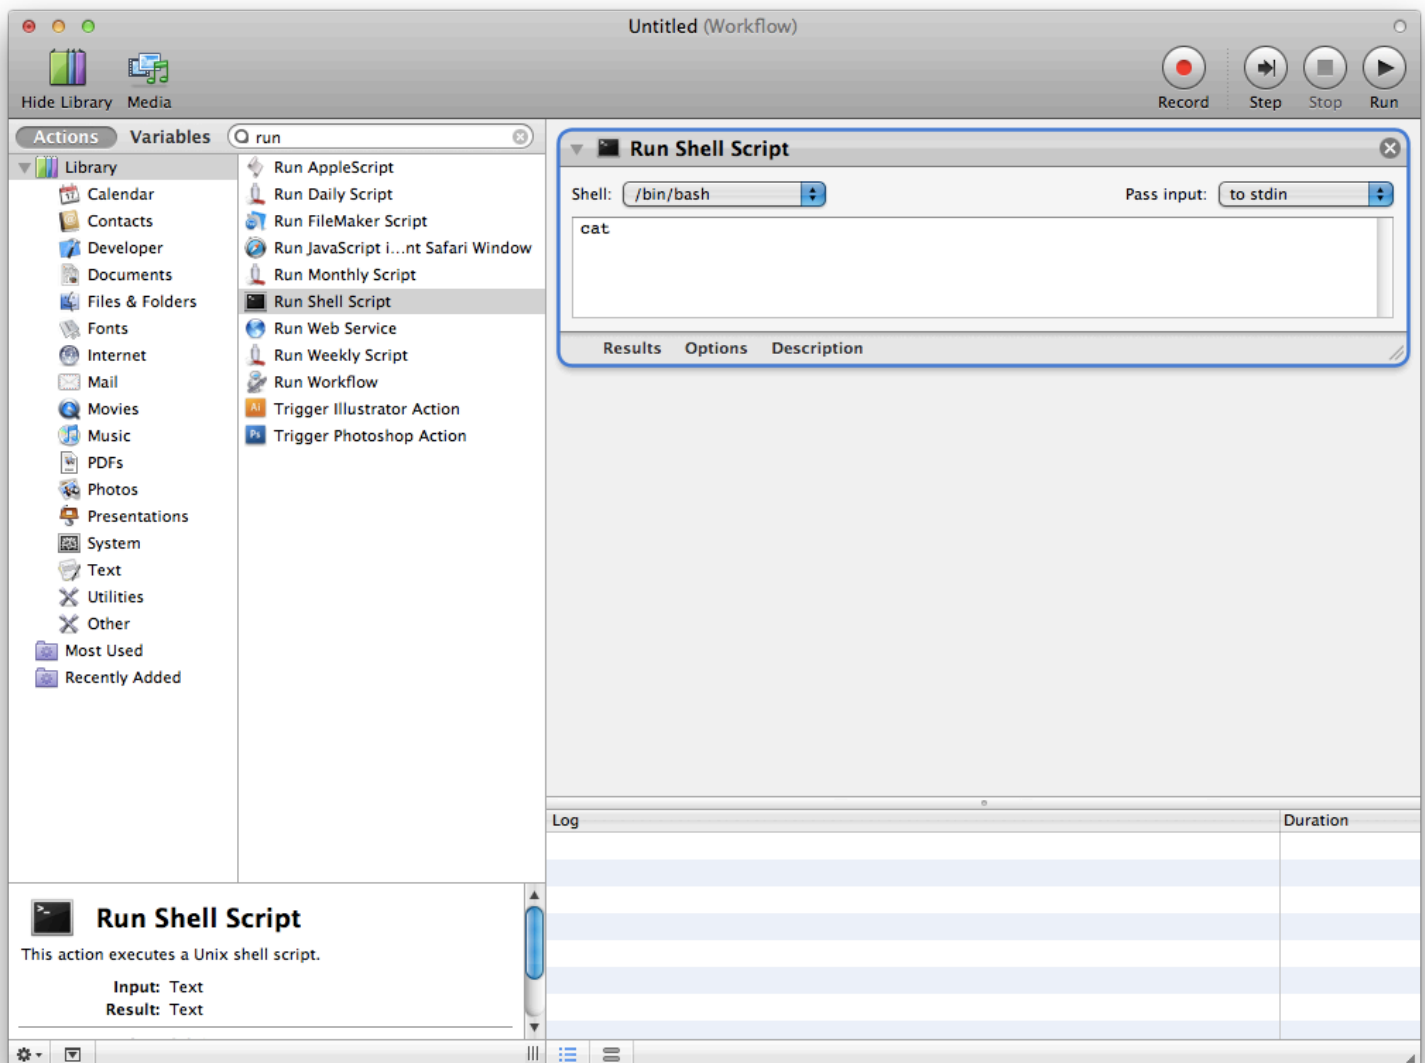 Untitled (Workflow)
Hide Library
Media
Record
Step
Stop
Run
Actions
Variables
run
Library
Calendar
Contacts
Developer
Documents
Files & Folders
Fonts
Internet
Mail
Movies
Music
PDFs
Photos
Presentations
System
Text
Utilities
Other
Most Used
Recently Added
Run AppleScript
Run Daily Script
Run FileMaker Script
Run JavaScript i...nt Safari Window
Run Monthly Script
Run Shell Script
Run Web Service
Run Weekly Script
Run Workflow
Trigger Illustrator Action
Trigger Photoshop Action
Run Shell Script
Shell: /bin/bash
Pass input: to stdin
cat
Results Options Description
Log
Duration
Run Shell Script
This action executes a Unix shell script.
Input: Text
Result: Text